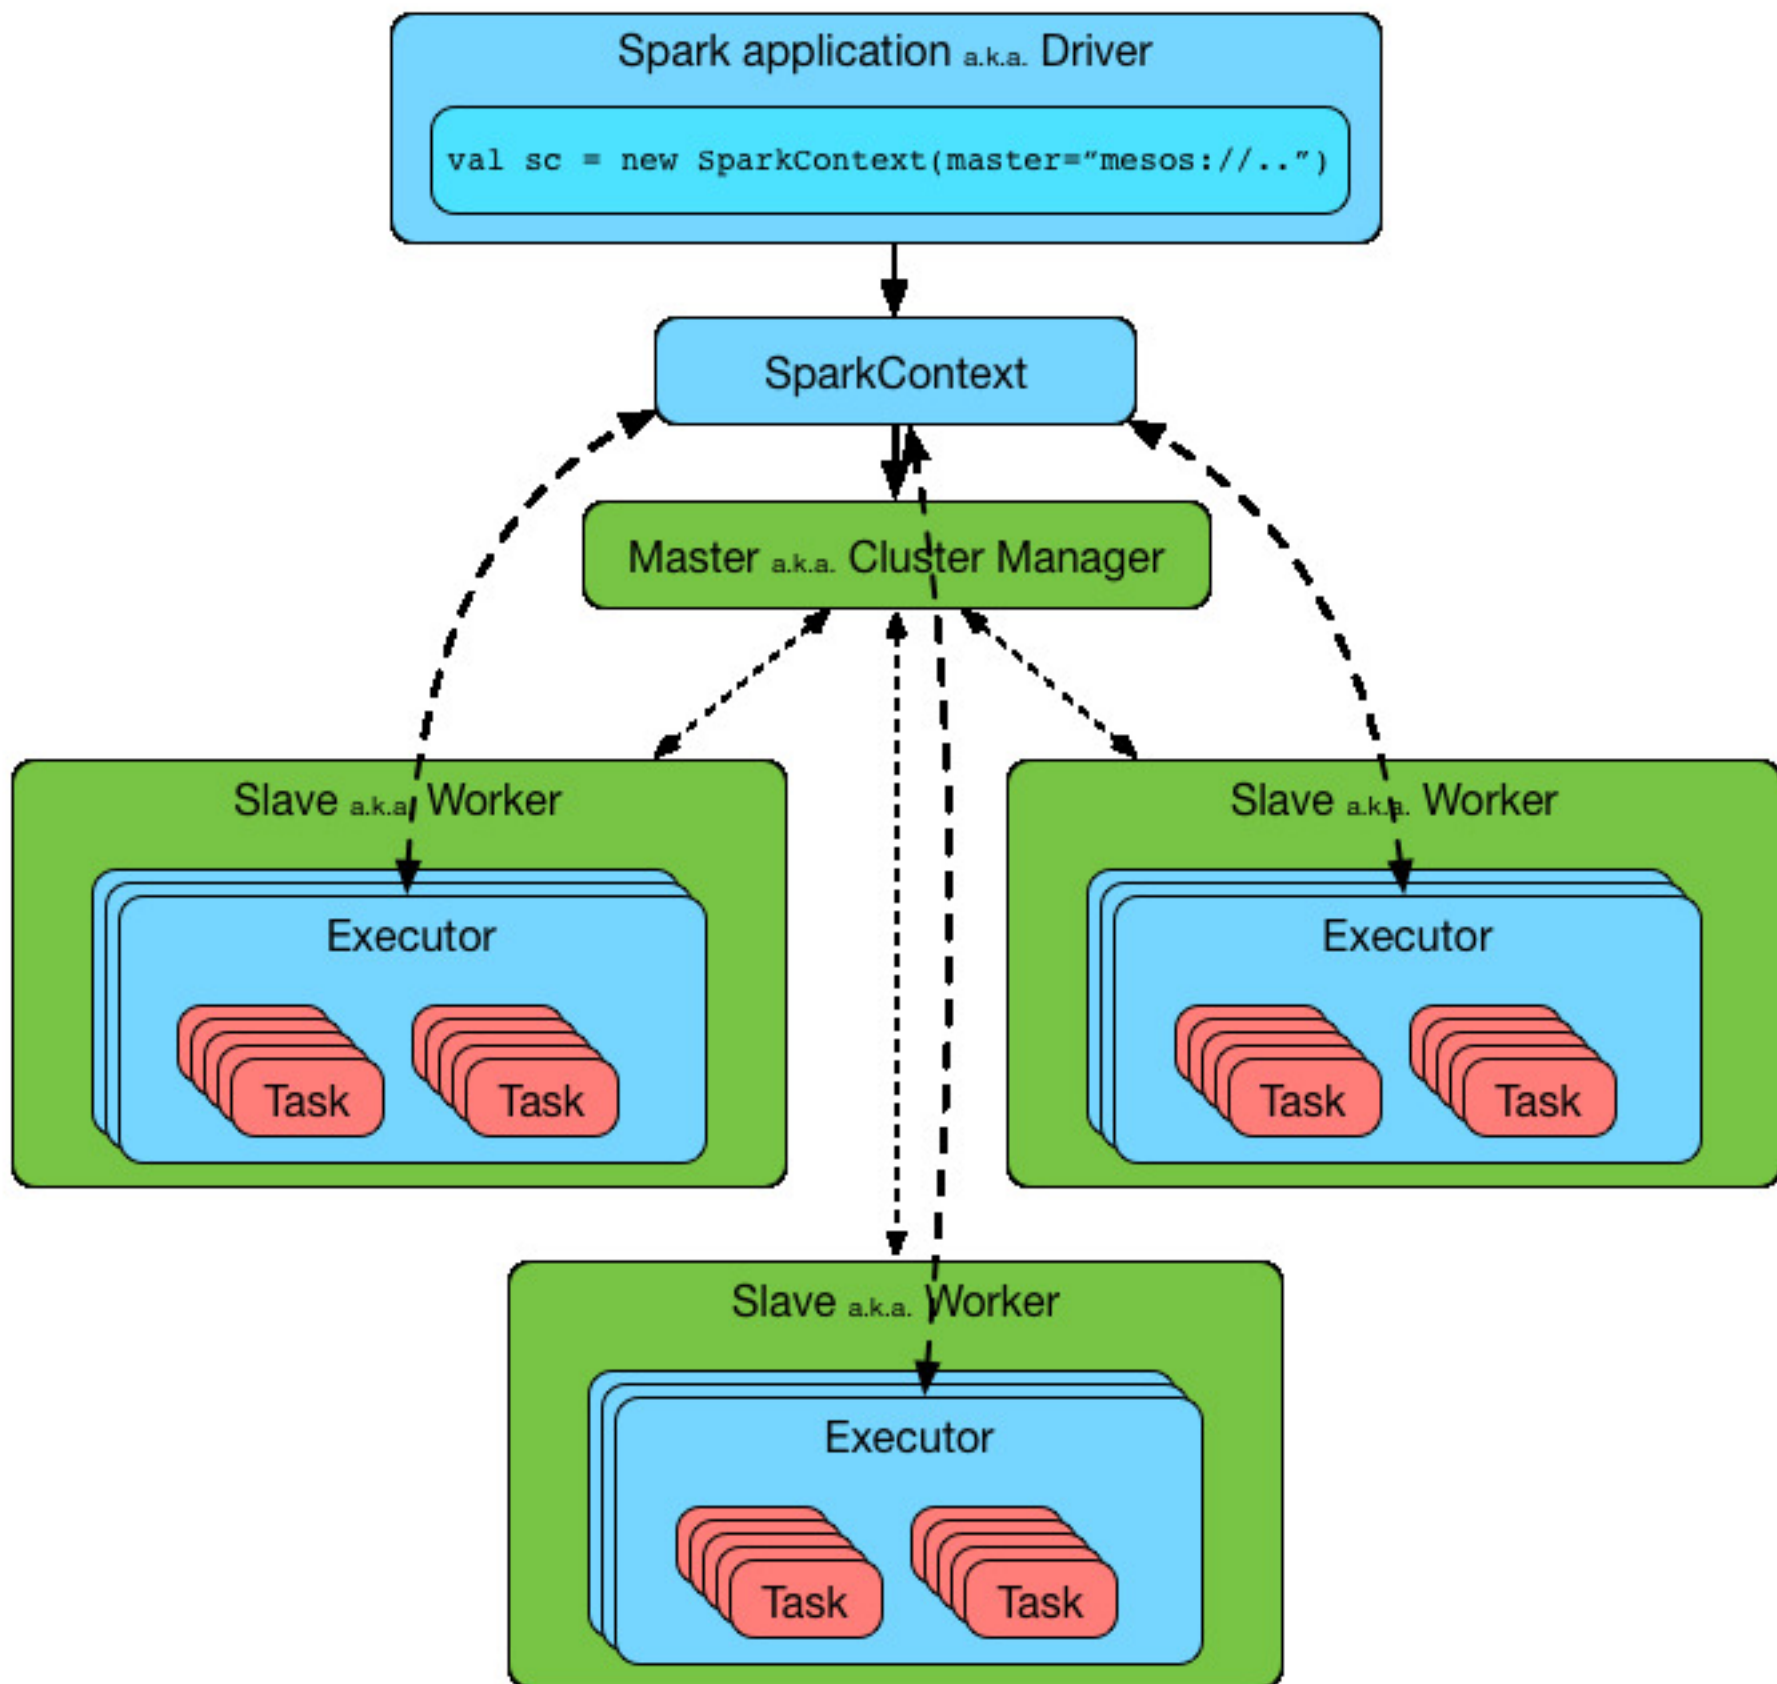 Spark application a.k.a. Driver
val sc = new SparkContext(master="mesos://..”)
SparkContext
Master a.k.a. Cluster Manager
Slave a.k.a. Worker
Executor
Task
Task
Slave a.k.a. Worker
Executor
Task
Task
Slave a.k.a. Worker
Executor
Task
Task